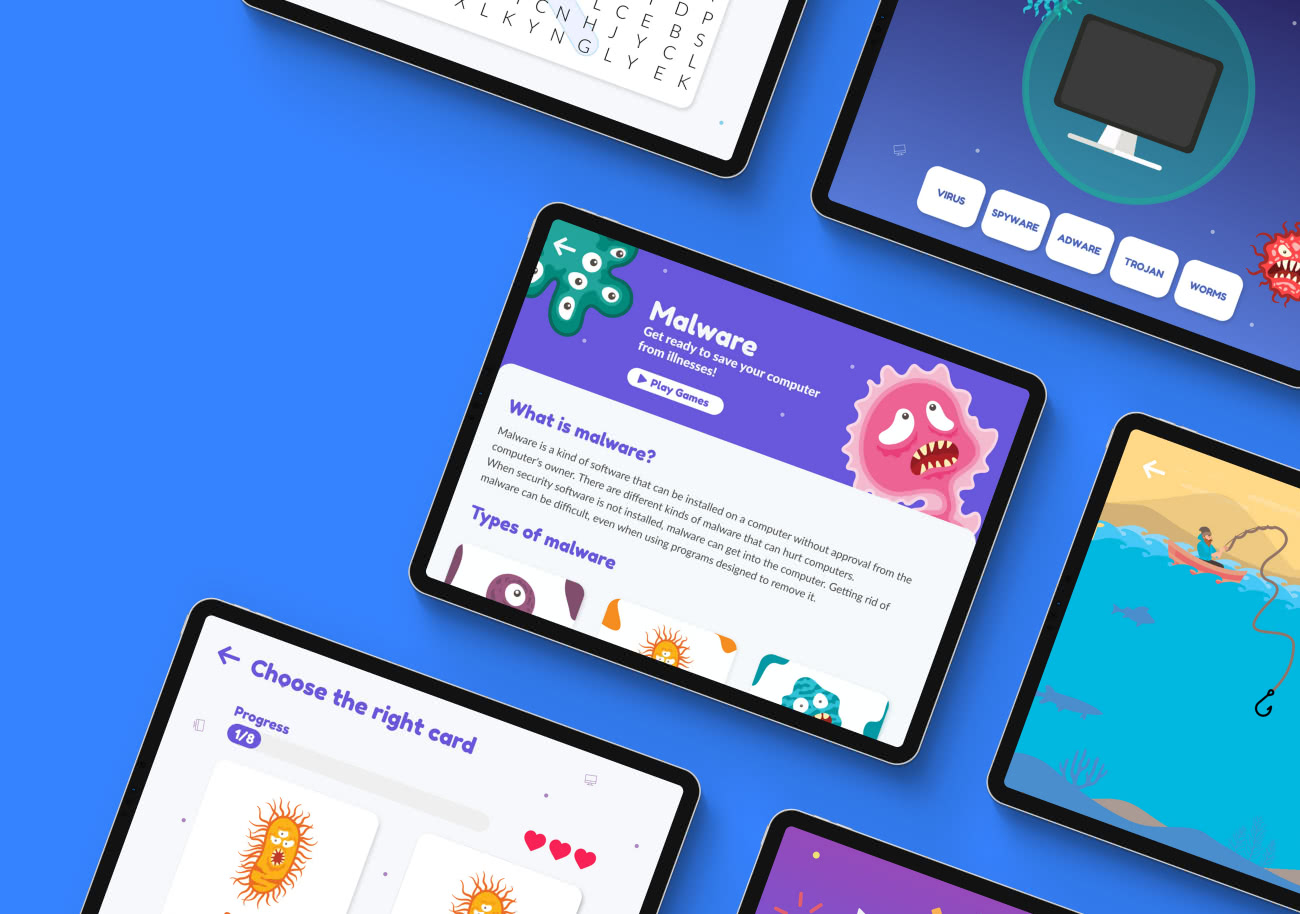 C E P
C N L E B S
X L K Y N H J Y C L
G L Y E K
VIRUS
SPYWARE
ADWARE
TROJAN
WORMS
Malware
Get ready to save your computer
from illnesses!
Play Games
What is malware?
Malware is a kind of software that can be installed on a computer without approval from the
computer's owner. There are different kinds of malware that can hurt computers.
When security software is not installed, malware can get into the computer. Getting rid of
malware can be difficult, even when using programs designed to remove it.
Types of malware
Choose the right card
Progress
1/8